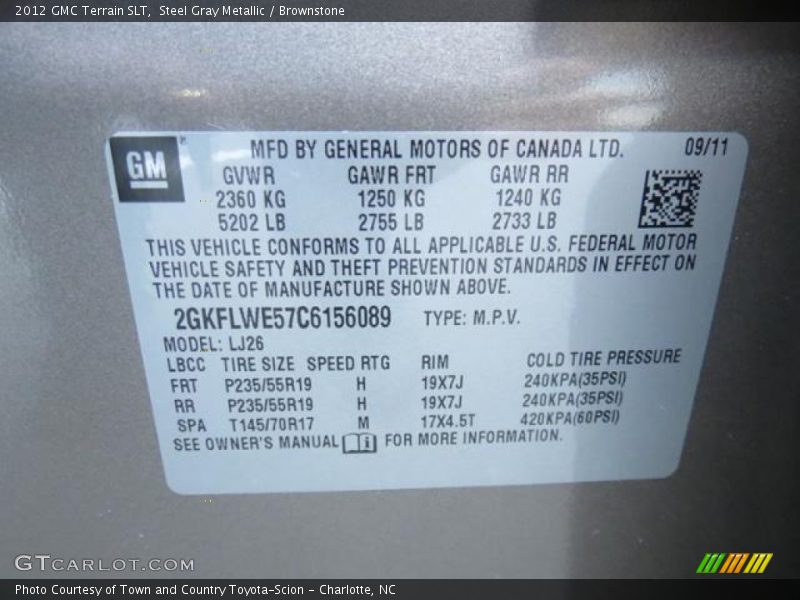 2012 GMC Terrain SLT,  Steel Gray Metallic / Brownstone
GM
MFD BY GENERAL MOTORS OF CANADA LTD. 09/11
GVWR GAWR FRT GAWR RR
2360 KG 1250 KG 1240 KG
5202 LB 2755 LB 2733 LB
THIS VEHICLE CONFORMS TO ALL APPLICABLE U.S. FEDERAL MOTOR
VEHICLE SAFETY AND THEFT PREVENTION STANDARDS IN EFFECT ON
THE DATE OF MANUFACTURE SHOWN ABOVE.
2GKFLWE57C6156089 TYPE: M.P.V.
MODEL: LJ26
LBCC TIRE SIZE SPEED RTG RIM COLD TIRE PRESSURE
FRT P235/55R19 H 19X7J 240KPA(35PSI)
RR P235/55R19 H 19X7J 240KPA(35PSI)
SPA T145/70R17 M 17X4.5T 420KPA(60PSI)
SEE OWNER'S MANUAL FOR MORE INFORMATION.
GTCARLOT.COM
Photo Courtesy of Town and Country Toyota-Scion - Charlotte, NC